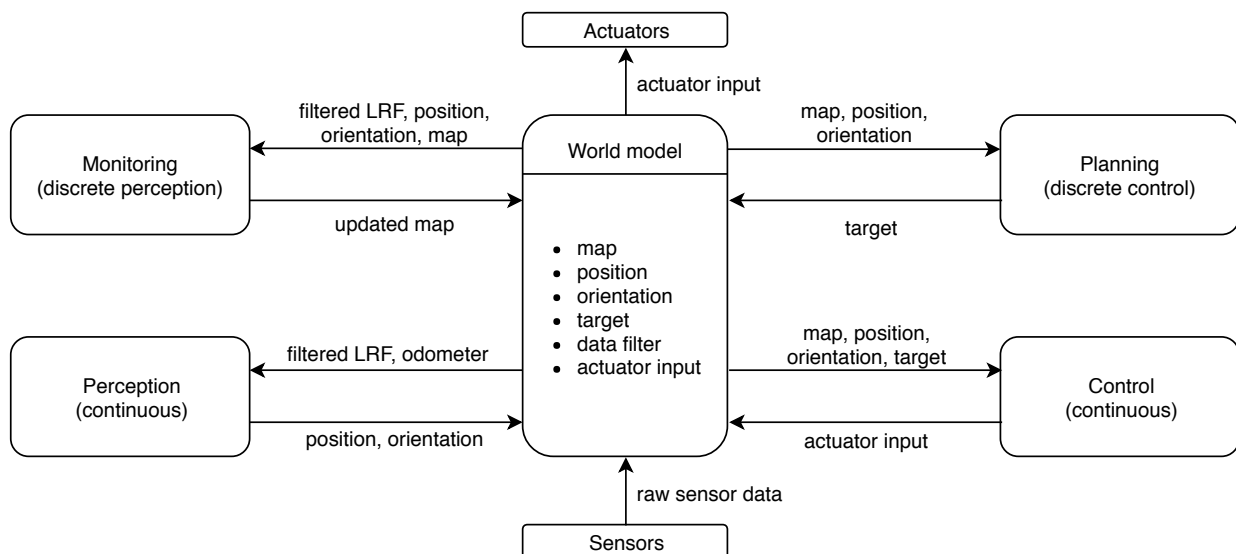 Actuators
actuator input
filtered LRF, position,
orientation, map
map, position,
orientation
Monitoring
(discrete perception)
World model
Planning
(discrete control)
updated map
target
• map
• position
• orientation
• target
• data filter
• actuator input
filtered LRF, odometer
map, position,
orientation, target
Perception
(continuous)
Control
(continuous)
position, orientation
actuator input
raw sensor data
Sensors